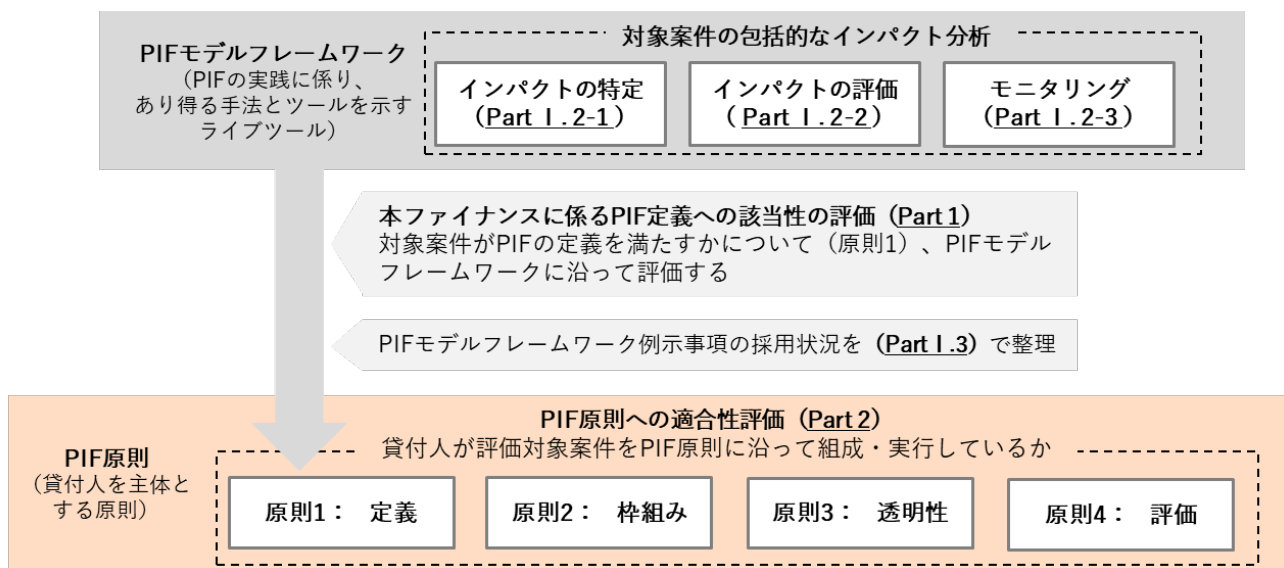 PIFモデルフレームワーク
（PIFの実践に係り、
あり得る手法とツールを示す
ライブツール）
対象案件の包括的なインパクト分析
インパクトの特定
（Part Ⅰ. 2-1）
インパクトの評価
（ Part Ⅰ. 2-2）
モニタリング
（Part Ⅰ. 2-3）
本ファイナンスに係るPIF定義への該当性の評価（Part 1）
対象案件がPIFの定義を満たすかについて（原則1）、PIFモデル
フレームワークに沿って評価する
PIFモデルフレームワーク例示事項の採用状況を（Part Ⅰ.3）で整理
PIF原則への適合性評価（Part 2）
貸付人が評価対象案件をPIF原則に沿って組成・実行しているか
PIF原則
（貸付人を主体と
する原則）
原則1： 定義
原則2： 枠組み
原則3： 透明性
原則4： 評価